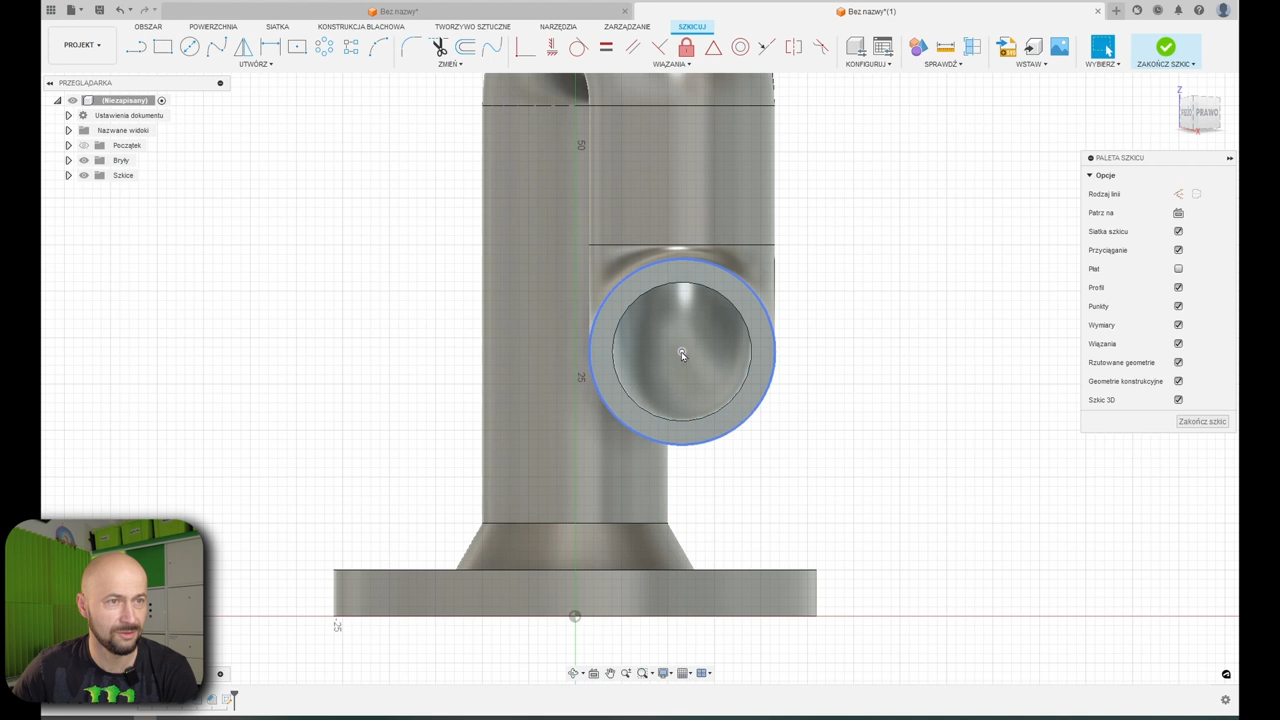 Bez nazwy*
Bez nazwy*(1)
OBSZAR
POWIERZCHNIA
SIATKA
KONSTRUKCJA BLACHOWA
TWORZYWO SZTUCZNE
NARZĘDZIA
ZARZĄDZANIE
SZKICUJ
PROJEKT
UTWÓRZ
ZMIEŃ
WIĄZANIA
KONFIGURUJ
SPRAWDŹ
WSTAW
WYBIERZ
ZAKOŃCZ SZKIC
PRZEGLĄDARKA
(Niezapisany)
Ustawienia dokumentu
Nazwane widoki
Początek
Bryły
Szkice
50
25
-25
Z
PRAWO
X
PALETA SZKICU
Opcje
Rodzaj linii
Patrz na
Siatka szkicu
Przyciąganie
Płat
Profil
Punkty
Wymiary
Wiązania
Rzutowane geometrie
Geometrie konstrukcyjne
Szkic 3D
Zakończ szkic